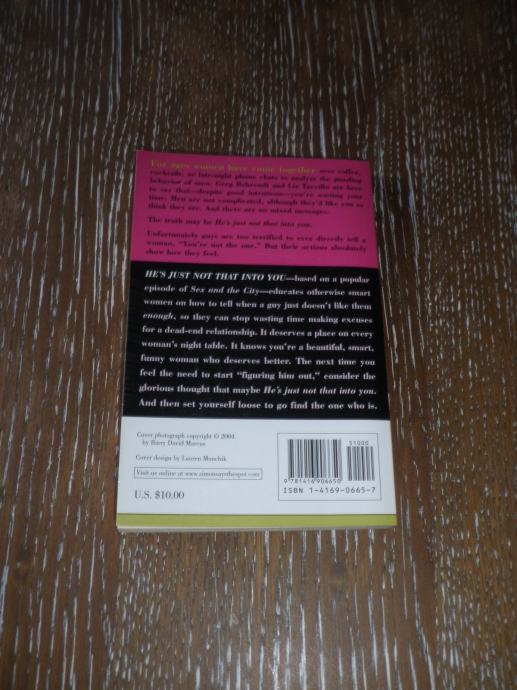 For ages women have come together over coffee,
cocktails, or late-night phone chats to analyze the puzzling
behavior of men. Greg Behrendt and Liz Tuccillo are here
to say that—despite good intentions—you're wasting your
time. Men are not complicated, although they'd like you to
think they are. And there are no mixed messages.
The truth may be He's just not that into you.
Unfortunately guys are too terrified to ever directly tell a
woman, "You're not the one." But their actions absolutely
show how they feel.
HE'S JUST NOT THAT INTO YOU—based on a popular
episode of Sex and the City—educates otherwise smart
women on how to tell when a guy just doesn't like them
enough, so they can stop wasting time making excuses
for a dead-end relationship. It deserves a place on every
woman's night table. It knows you're a beautiful, smart,
funny woman who deserves better. The next time you
feel the need to start "figuring him out," consider the
glorious thought that maybe He's just not that into you.
And then set yourself loose to go find the one who is.
Cover photograph copyright © 2004
by Barry David Marcus
Cover design by Lauren Monchik
Visit us online at www.simonsaysthespot.com
U.S. $10.00
51000
9 781416 906650
ISBN 1-4169-0665-7